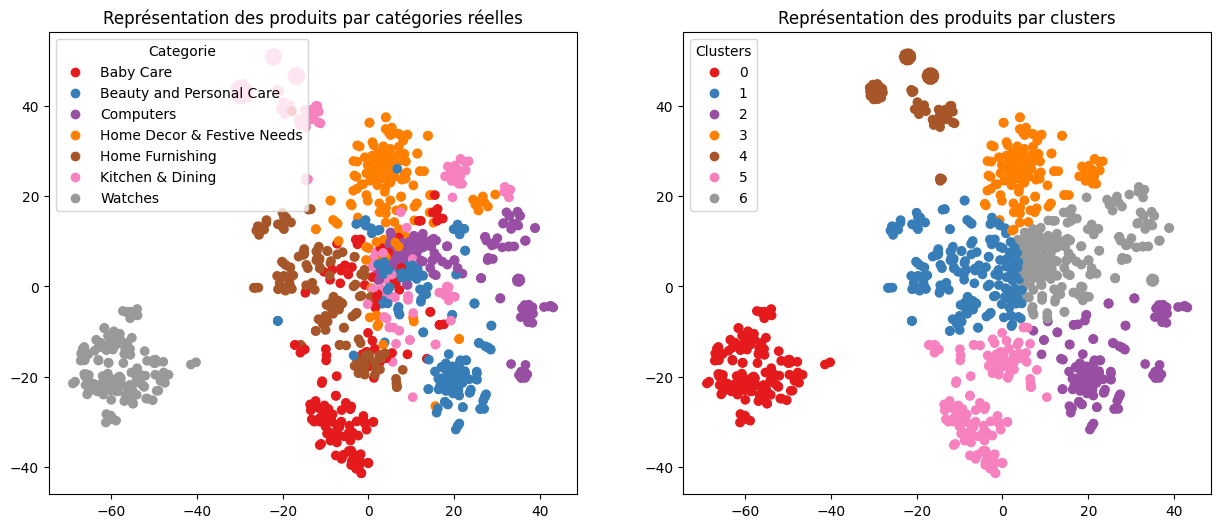 Représentation des produits par catégories réelles
Categorie
Baby Care
Beauty and Personal Care
Computers
Home Decor & Festive Needs
Home Furnishing
Kitchen & Dining
Watches
40
20
0
−20
−40
−60
−40
−20
0
20
40
Représentation des produits par clusters
Clusters
0
1
2
3
4
5
6
40
20
0
−20
−40
−60
−40
−20
0
20
40